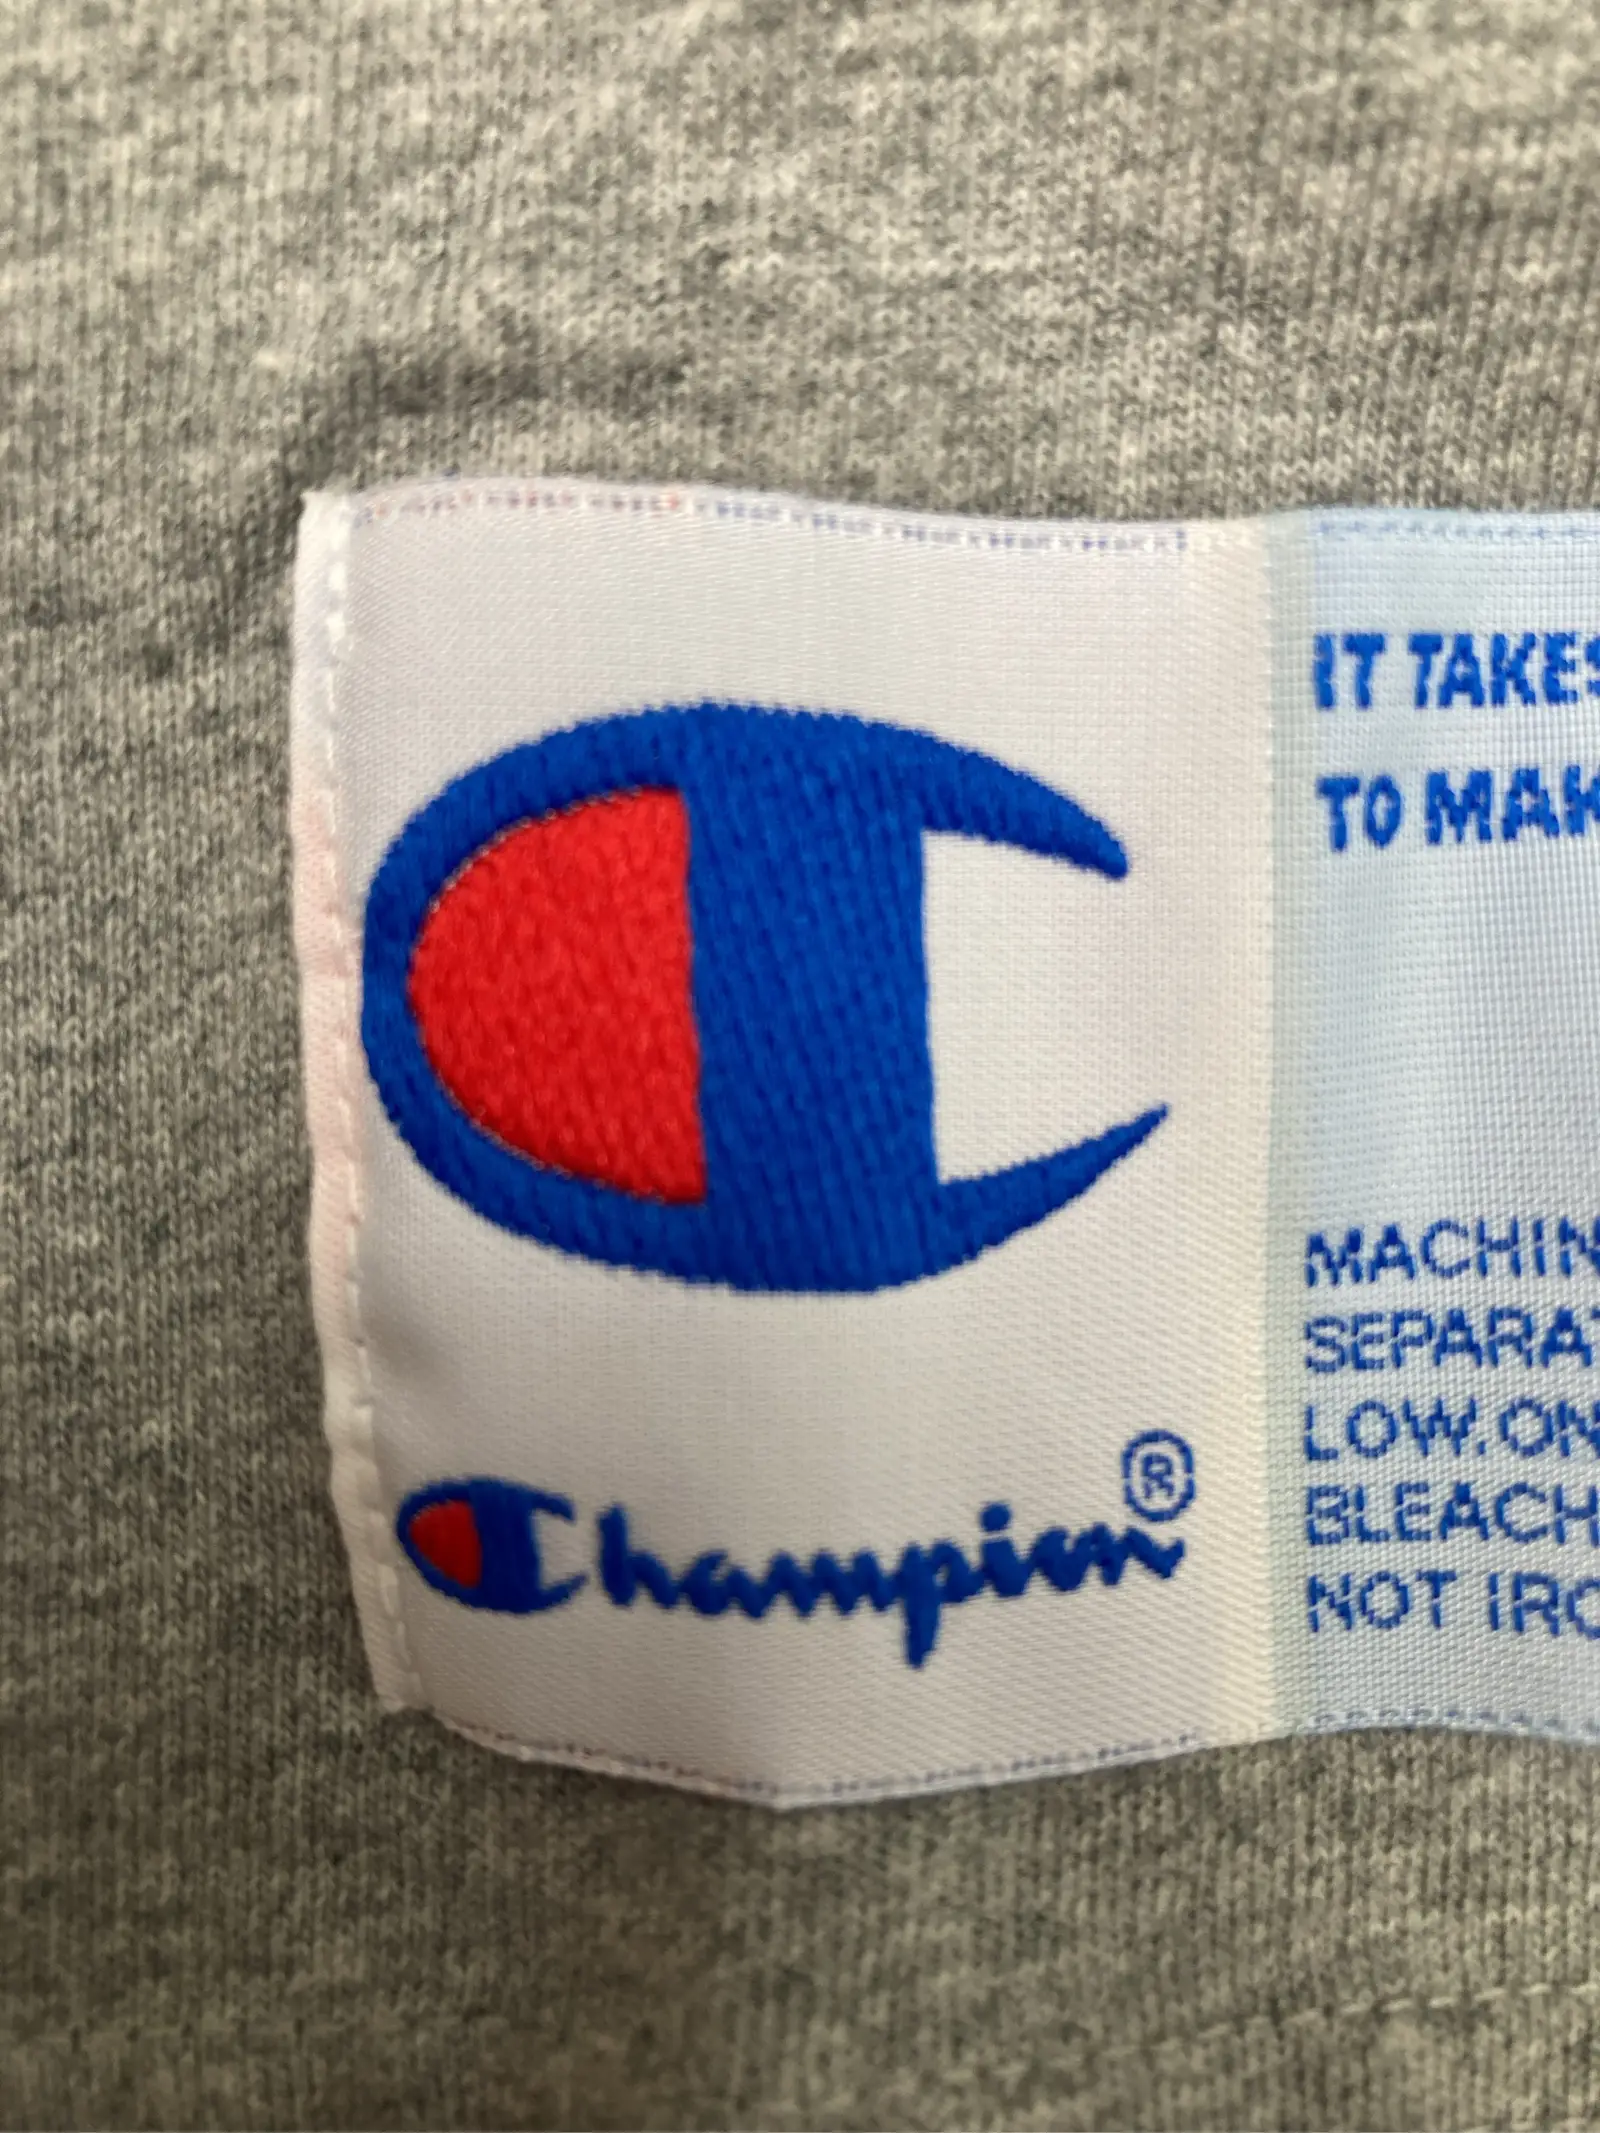 Champion®
IT TAKES
TO MAK
MACHIN
SEPARAT
LOW. ON
BLEACH
NOT IRO